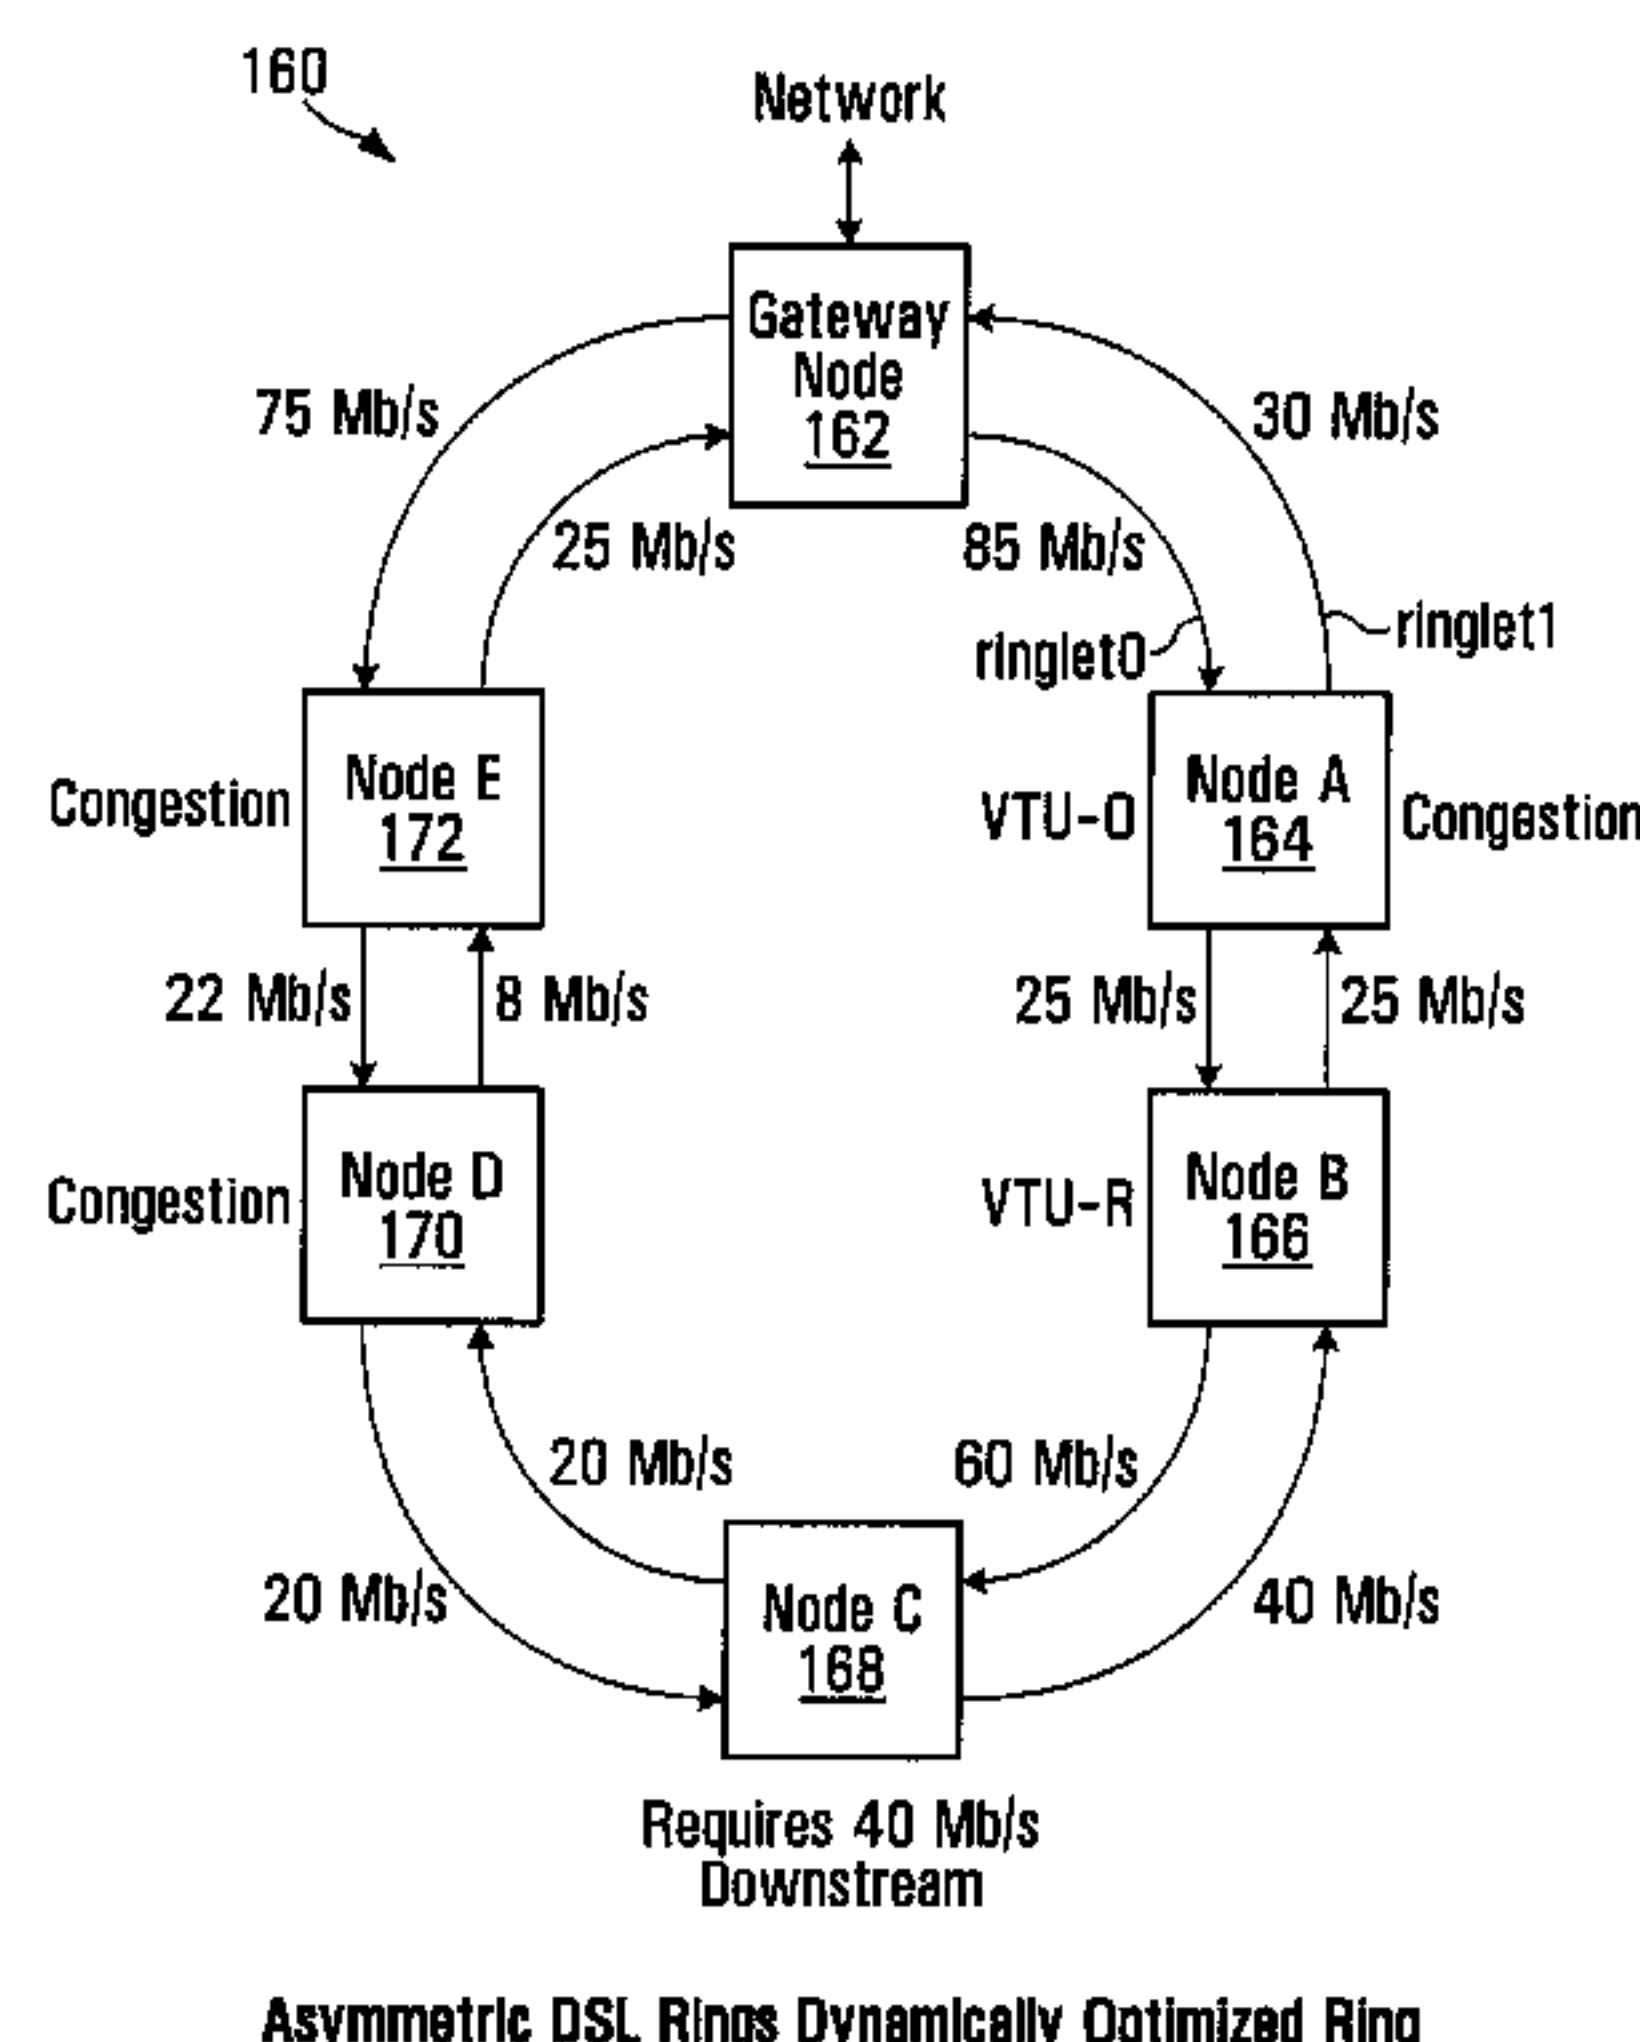 160
Network
Gateway
Node
162
75 Mb/s
30 Mb/s
25 Mb/s
85 Mb/s
ringlet0
ringlet1
Congestion
Node E
172
VTU-O
Node A
164
Congestion
22 Mb/s
8 Mb/s
25 Mb/s
25 Mb/s
Congestion
Node D
170
VTU-R
Node B
166
20 Mb/s
60 Mb/s
20 Mb/s
40 Mb/s
Node C
168
Requires 40 Mb/s
Downstream
Asymmetric DSL Rings Dynamically Optimized Ring